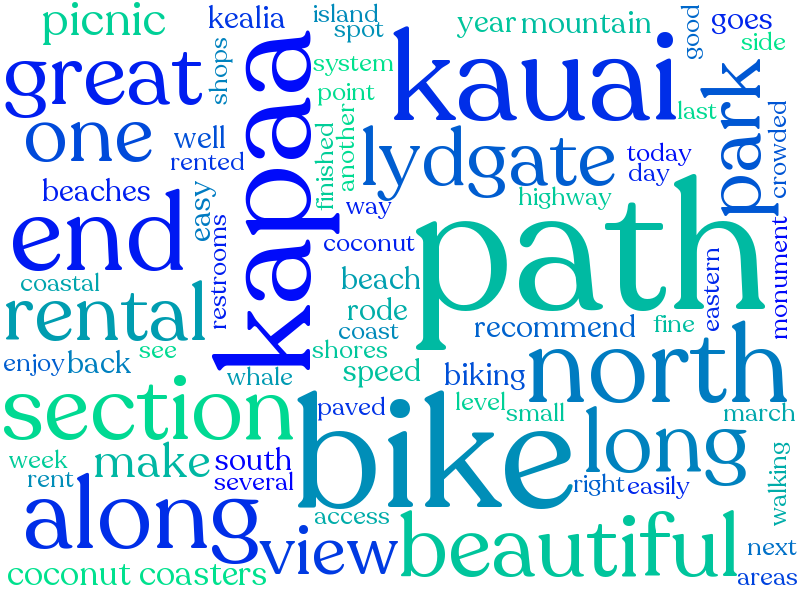 picnic
kealia
island
spot
year
mountain
good
goes
side
great
shops
kapaa
system
point
kauai
last
park
crowded
one
well
rented
finished
another
lydgate
today
day
beaches
easy
restrooms
way
highway
end
coconut
path
eastern
monument
coastal
beach
rode
rental
coast
recommend
fine
enjoy
back
see
shores
whale
speed
biking
north
section
paved
bike
level
small
march
long
week
rent
make
south
several
right
easily
walking
along
access
view
beautiful
next
areas
coconut coasters